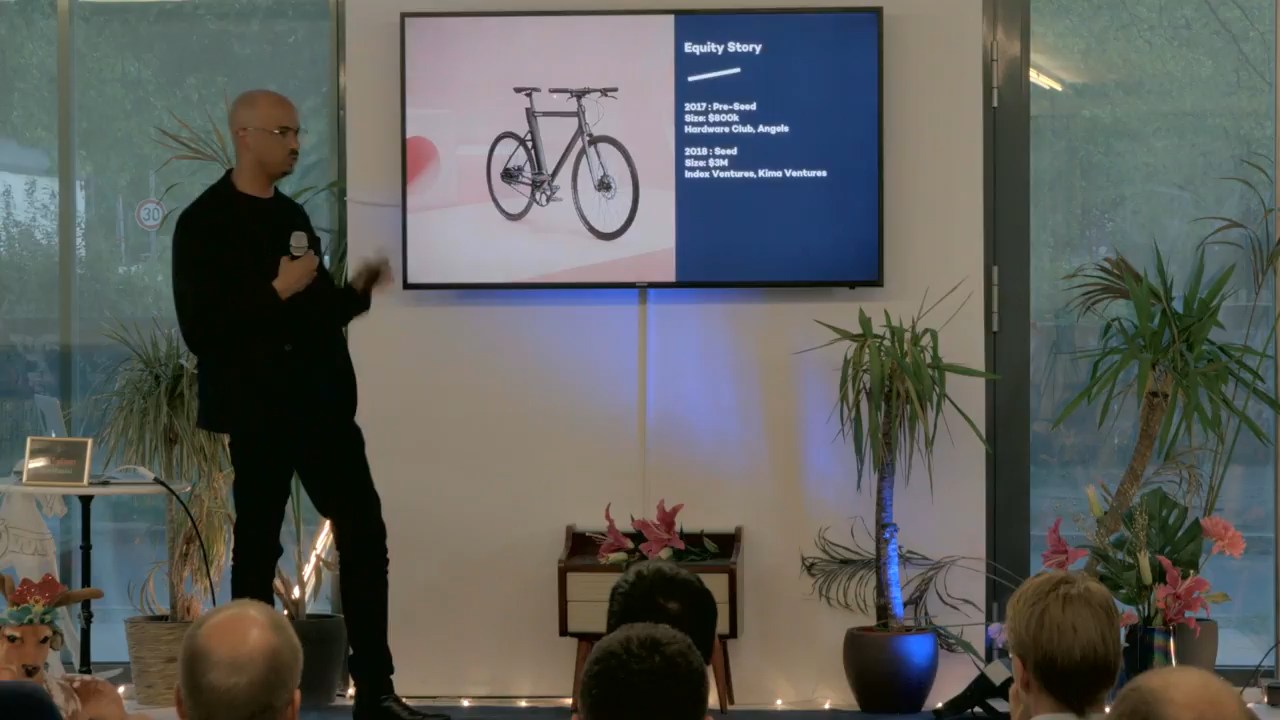 Equity Story
2017 : Pre-Seed
Size: $800k
Hardware Club, Angels
2018 : Seed
Size: $3M
Index Ventures, Kima Ventures
30